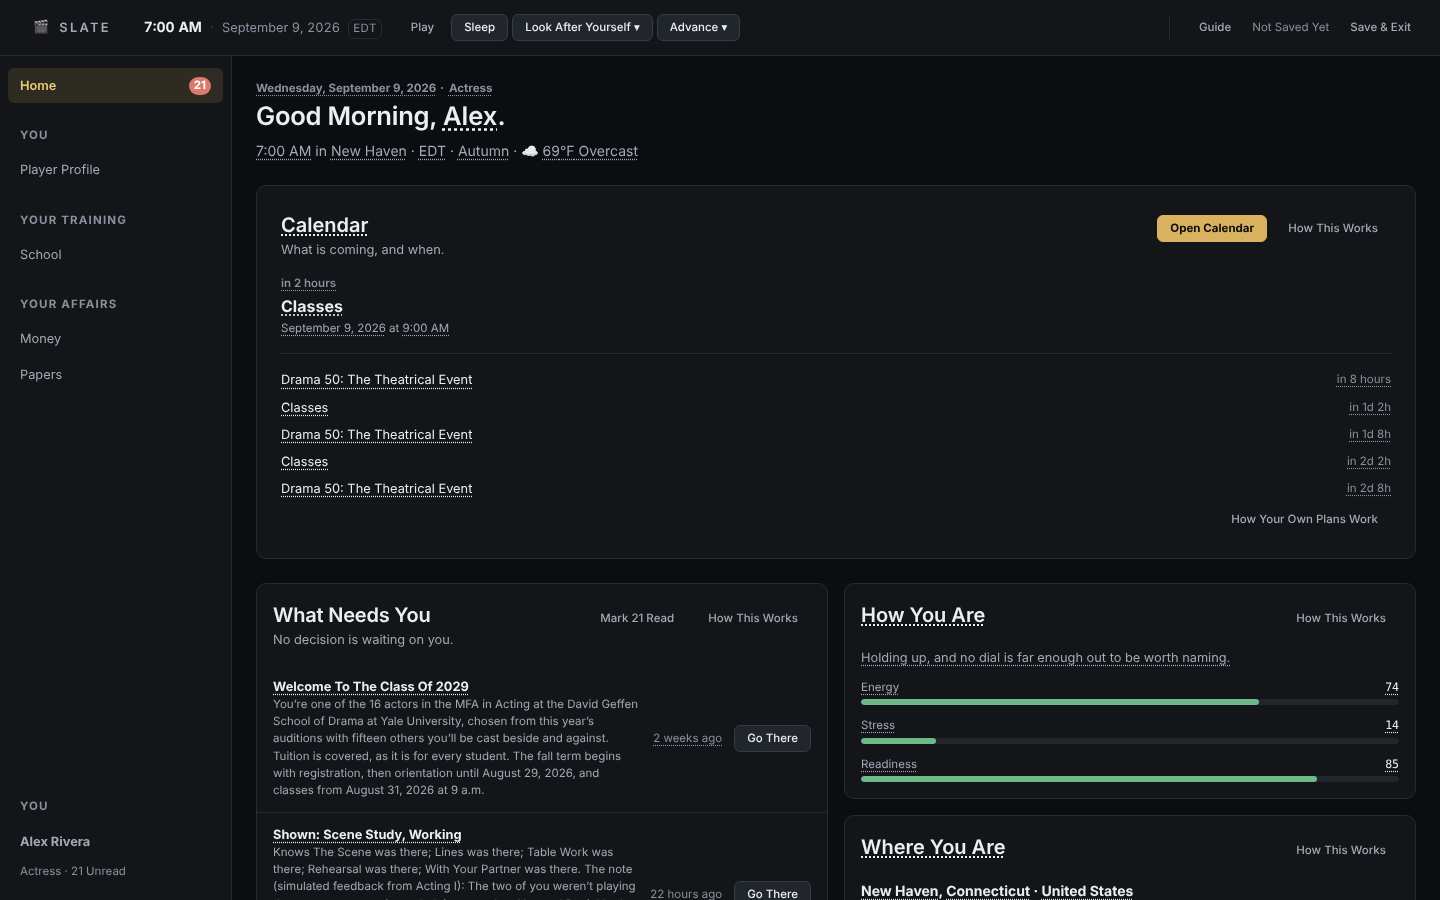 🎬 SLATE
7:00 AM · September 9, 2026 EDT
Play
Sleep
Look After Yourself ▾
Advance ▾
Guide
Not Saved Yet
Save & Exit
Home 21
YOU
Player Profile
YOUR TRAINING
School
YOUR AFFAIRS
Money
Papers
YOU
Alex Rivera
Actress · 21 Unread
Wednesday, September 9, 2026 · Actress
Good Morning, Alex.
7:00 AM in New Haven · EDT · Autumn · ☁️ 69°F Overcast
Calendar
What is coming, and when.
Open Calendar
How This Works
in 2 hours
Classes
September 9, 2026 at 9:00 AM
Drama 50: The Theatrical Event in 8 hours
Classes in 1d 2h
Drama 50: The Theatrical Event in 1d 8h
Classes in 2d 2h
Drama 50: The Theatrical Event in 2d 8h
How Your Own Plans Work
What Needs You
No decision is waiting on you.
Mark 21 Read
How This Works
Welcome To The Class Of 2029
You’re one of the 16 actors in the MFA in Acting at the David Geffen
School of Drama at Yale University, chosen from this year’s
auditions with fifteen others you’ll be cast beside and against.
Tuition is covered, as it is for every student. The fall term begins
with registration, then orientation until August 29, 2026, and
classes from August 31, 2026 at 9 a.m.
2 weeks ago
Go There
Shown: Scene Study, Working
Knows The Scene was there; Lines was there; Table Work was
there; Rehearsal was there; With Your Partner was there. The note
(simulated feedback from Acting I): The two of you weren’t playing
22 hours ago
Go There
How You Are
How This Works
Holding up, and no dial is far enough out to be worth naming.
Energy 74
Stress 14
Readiness 85
Where You Are
How This Works
New Haven, Connecticut · United States